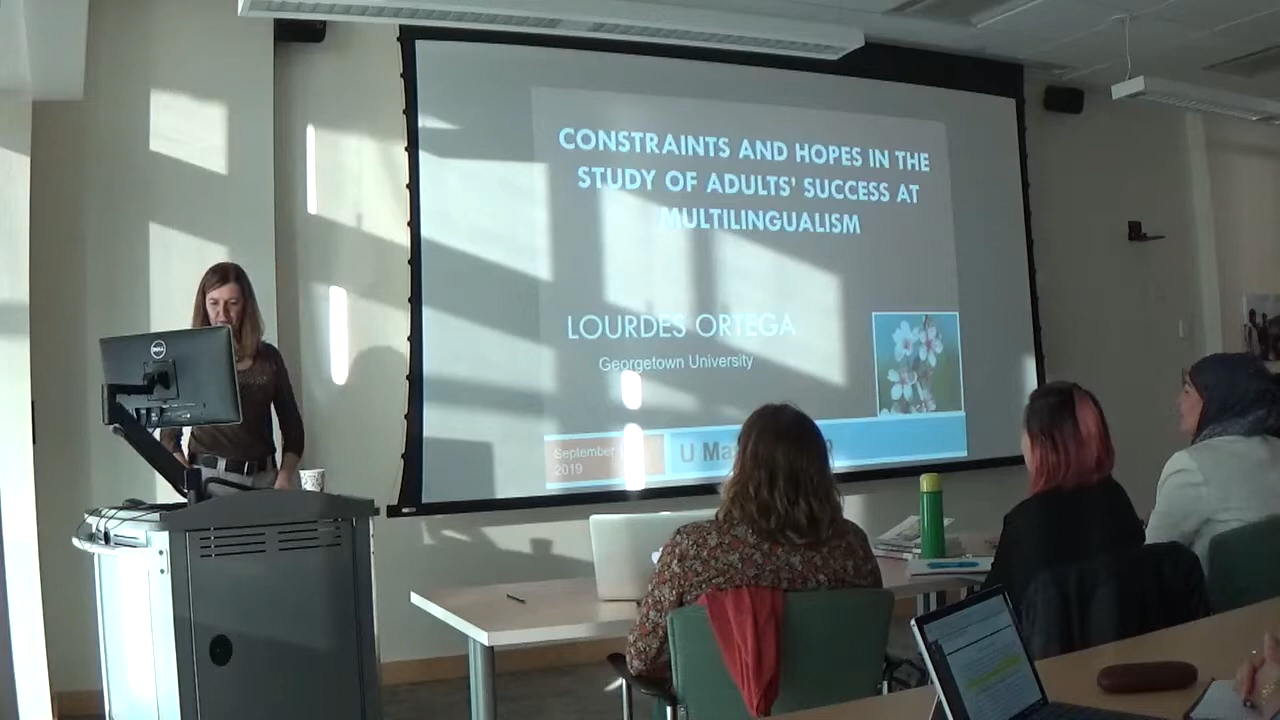 CONSTRAINTS AND HOPES IN THE
STUDY OF ADULTS' SUCCESS AT
MULTILINGUALISM
LOURDES ORTEGA
Georgetown University
September
2019
U
DELL